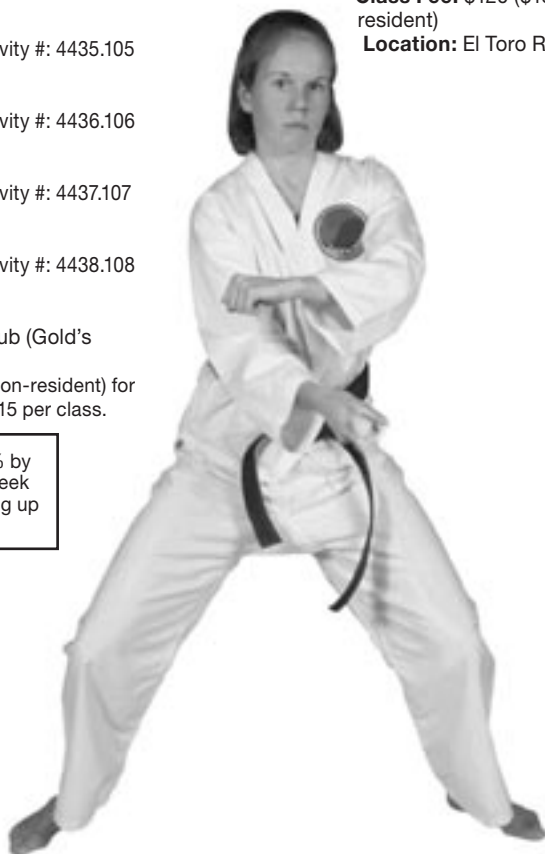 vity #: 4435.105
vity #: 4436.106
vity #: 4437.107
vity #: 4438.108
ub (Gold's
on-resident) for
15 per class.
% by
eek
g up
resident)
Location: El Toro R